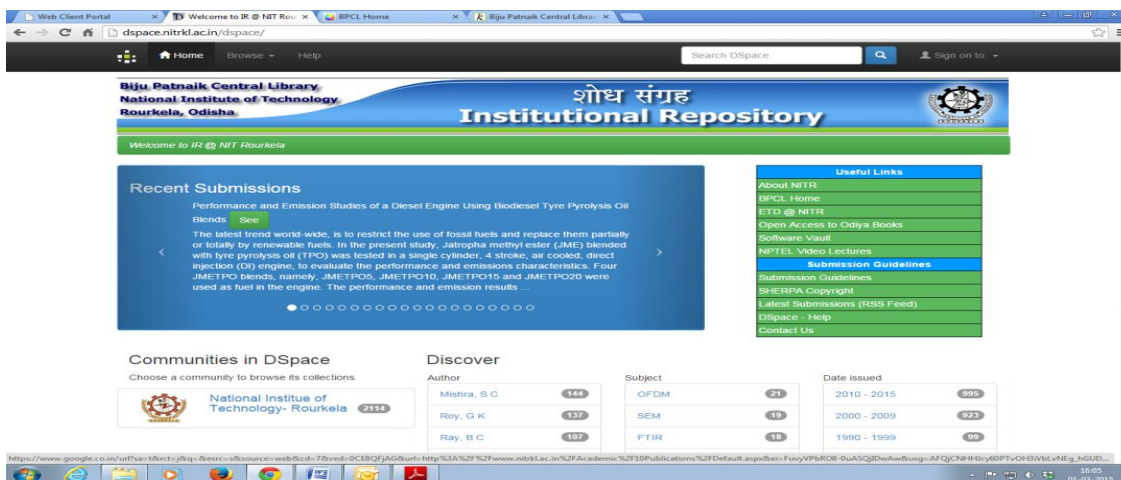 Web Client Portal
Welcome to IR @ NIT Rou
BPCL Home
Biju Patnaik Central Librar
dspace.nitrkl.ac.in/dspace/
Home Browse Help
Search DSpace
Sign on to:
Biju Patnaik Central Library
National Institute of Technology
Rourkela, Odisha
शोध संग्रह
Institutional Repository
Welcome to IR @ NIT Rourkela
Recent Submissions
Performance and Emission Studies of a Diesel Engine Using Biodiesel Tyre Pyrolysis Oil
Blends See
The latest trend world-wide, is to restrict the use of fossil fuels and replace them partially
or totally by renewable fuels. In the present study, Jatropha methyl ester (JME) blended
with tyre pyrolysis oil (TPO) was tested in a single cylinder, 4 stroke, air cooled, direct
injection (DI) engine, to evaluate the performance and emissions characteristics. Four
JMETPO blends, namely, JMETPO5, JMETPO10, JMETPO15 and JMETPO20 were
used as fuel in the engine. The performance and emission results ...
Useful Links
About NITR
BPCL Home
ETD @ NITR
Open Access to Odiya Books
Software Vault
NPTEL Video Lectures
Submission Guidelines
Submission Guidelines
SHERPA Copyright
Latest Submissions (RSS Feed)
DSpace - Help
Contact Us
Communities in DSpace
Choose a community to browse its collections.
National Institue of
Technology- Rourkela 2114
Discover
Author
Mishra, S C 144
Roy, G K 137
Ray, B C 107
Subject
OFDM 21
SEM 19
FTIR 18
Date issued
2010 - 2015 995
2000 - 2009 923
1990 - 1999 99
16:05
01-03-2015